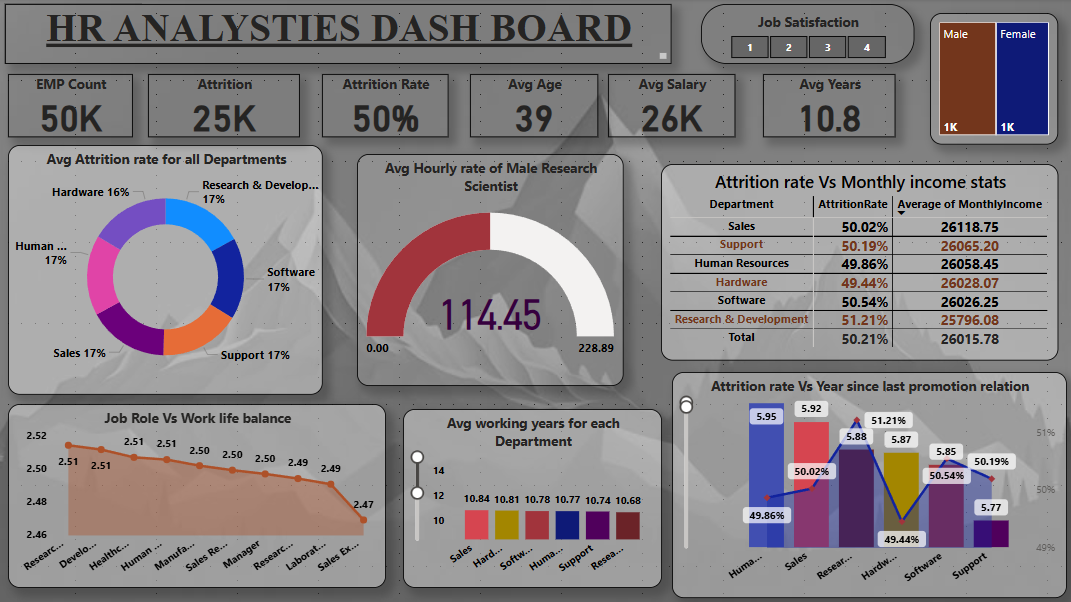 HR ANALYSTIES DASH BOARD
Job Satisfaction
1 2 3 4
Male Female
1K 1K
EMP Count
50K
Attrition
25K
Attrition Rate
50%
Avg Age
39
Avg Salary
26K
Avg Years
10.8
Avg Attrition rate for all Departments
Hardware 16%
Research & Develop...
17%
Human ...
17%
Software
17%
Sales 17%
Support 17%
Avg Hourly rate of Male Research
Scientist
114.45
0.00
228.89
Attrition rate Vs Monthly income stats
Department AttritionRate Average of MonthlyIncome
Sales 50.02% 26118.75
Support 50.19% 26065.20
Human Resources 49.86% 26058.45
Hardware 49.44% 26028.07
Software 50.54% 26026.25
Research & Development 51.21% 25796.08
Total 50.21% 26015.78
Job Role Vs Work life balance
2.52
2.50
2.48
2.46
2.51 2.51 2.51 2.51 2.50 2.50 2.50 2.49 2.49 2.47
Researc... Develo... Healthc... Human ... Manufa... Sales Re... Manager Researc... Laborat... Sales Ex...
Avg working years for each
Department
14
12
10
10.84 10.81 10.78 10.77 10.74 10.68
Sales Hard... Softw... Huma... Support Resea...
Attrition rate Vs Year since last promotion relation
5.95 5.92 5.88 5.87 5.85 5.77
49.86% 50.02% 51.21% 49.44% 50.54% 50.19%
51%
50%
49%
Huma... Sales Resear... Hardw... Software Support